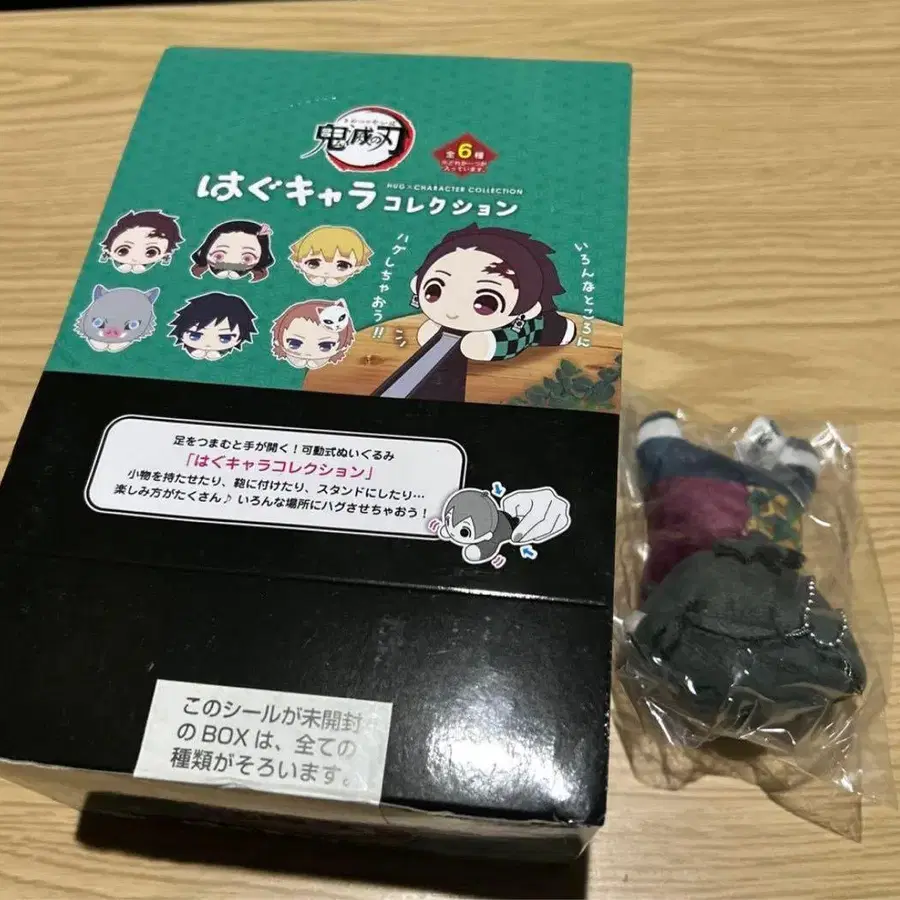 鬼滅の刃
全6種
HUG×CHARACTER COLLECTION
はぐキャラコレクション
ハグしちゃおう!!
いろんなところに
足をつまむと手が開く!可動式ぬいぐるみ
「はぐキャラコレクション」
小物を持たせたり、鞄に付けたり、スタンドにしたり…
楽しみ方がたくさん♪いろんな場所にハグさせちゃおう!
このシールが未開封
のBOXは、全ての
種類がそろいます。